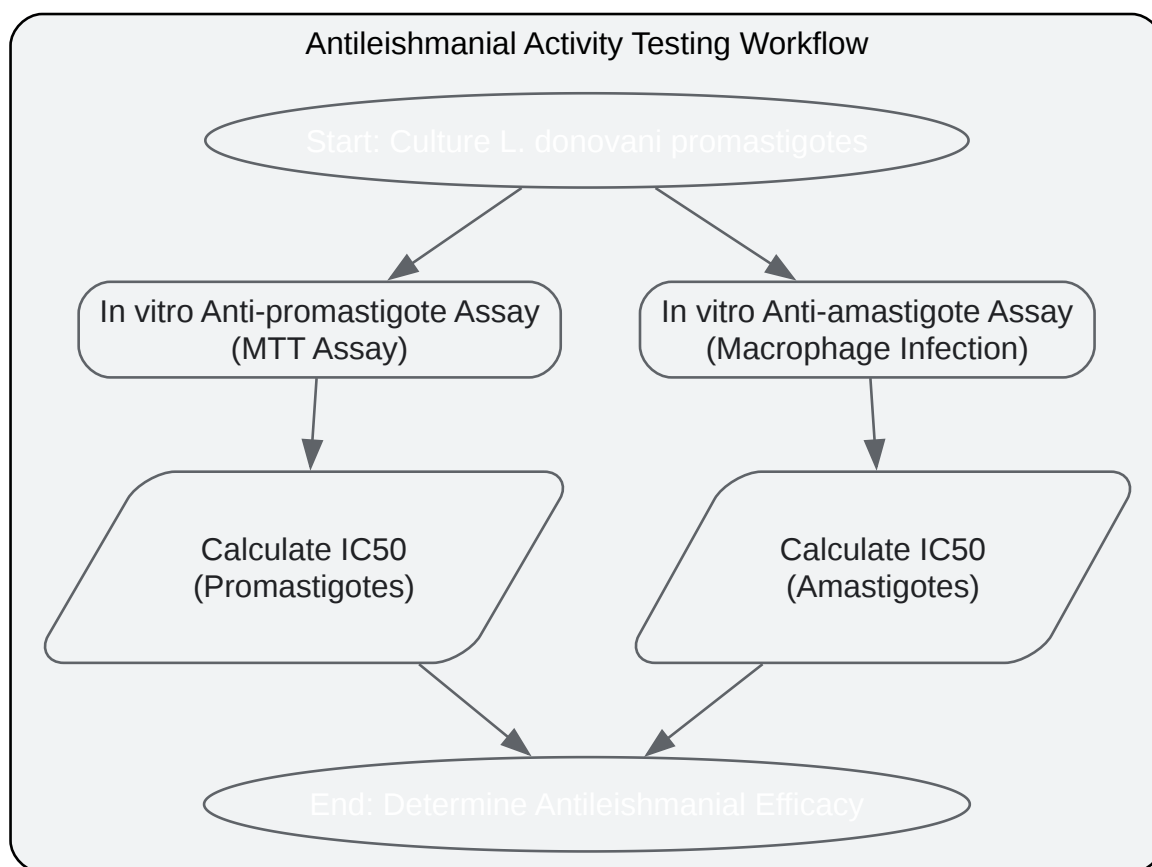 Antileishmanial Activity Testing Workflow
Start: Culture L. donovani promastigotes
In vitro Anti-promastigote Assay
(MTT Assay)
In vitro Anti-amastigote Assay
(Macrophage Infection)
Calculate IC50
(Promastigotes)
Calculate IC50
(Amastigotes)
End: Determine Antileishmanial Efficacy